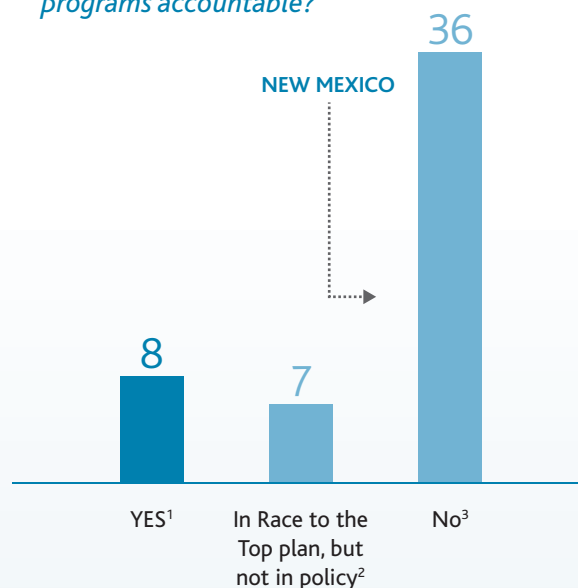 programs accountable?
36
NEW MEXICO
8
7
YES¹
In Race to the
Top plan, but
not in policy²
No³